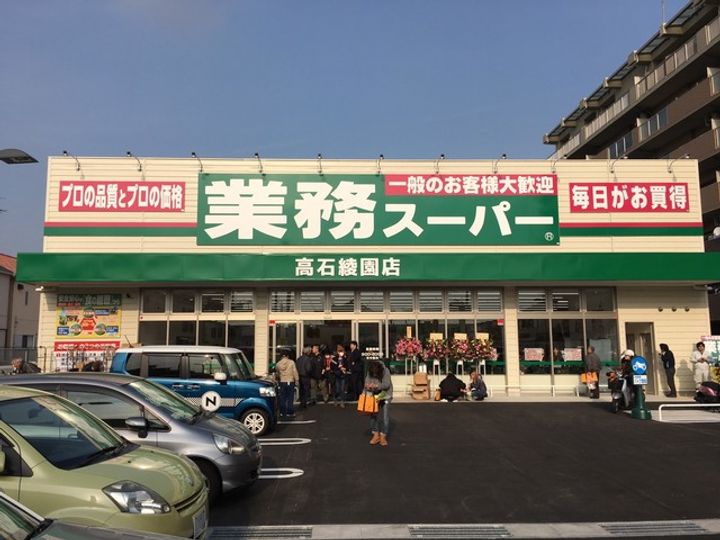 プロの品質とプロの価格
業務スーパー
®
一般のお客様大歓迎
毎日がお買得
高石綾園店
N